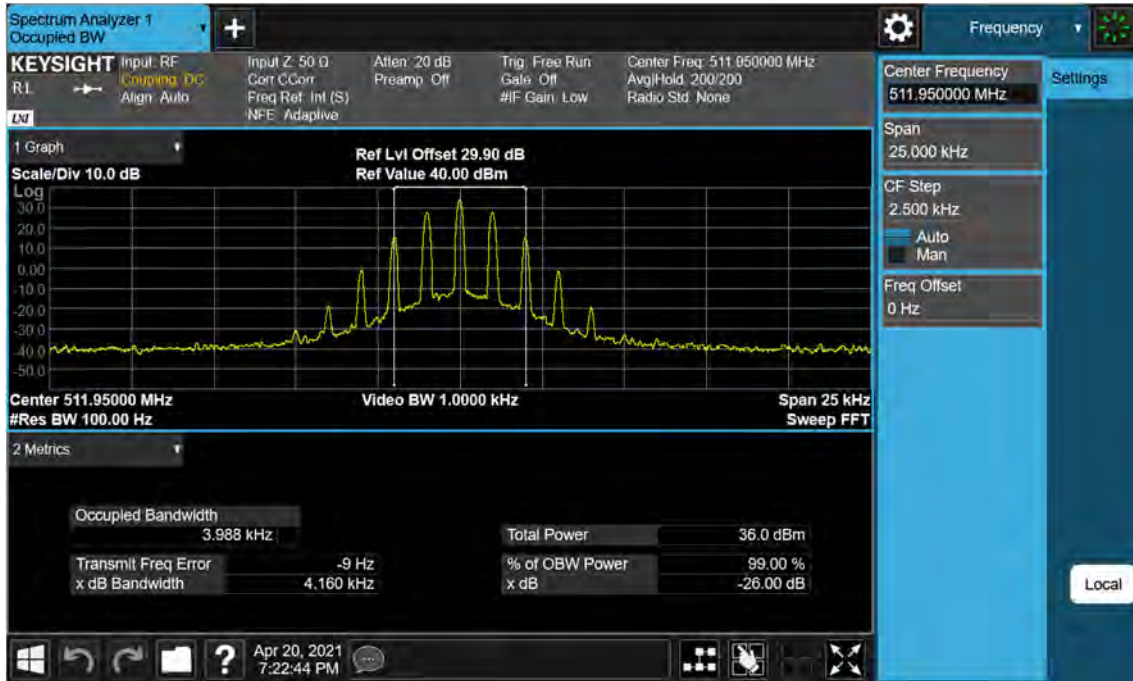 Spectrum Analyzer 1
Occupied BW
Frequency
KEYSIGHT
RL
LXI
Input: RF
Coupling: DC
Align: Auto
Input Z: 50 Ω
Corr CCorr
Freq Ref: Int (S)
NFE: Adaptive
Atten: 20 dB
Preamp: Off
Trig: Free Run
Gate: Off
#IF Gain: Low
Center Freq: 511.950000 MHz
Avg|Hold: 200/200
Radio Std: None
1 Graph
Scale/Div 10.0 dB
Ref Lvl Offset 29.90 dB
Ref Value 40.00 dBm
Log
30.0
20.0
10.0
0.00
-10.0
-20.0
-30.0
-40.0
-50.0
Center 511.95000 MHz
#Res BW 100.00 Hz
Video BW 1.0000 kHz
Span 25 kHz
Sweep FFT
2 Metrics
Occupied Bandwidth
3.988 kHz
Total Power 36.0 dBm
Transmit Freq Error -9 Hz
% of OBW Power 99.00 %
x dB Bandwidth 4.160 kHz
x dB -26.00 dB
Apr 20, 2021
7:22:44 PM
Center Frequency
511.950000 MHz
Settings
Span
25.000 kHz
CF Step
2.500 kHz
Auto
Man
Freq Offset
0 Hz
Local